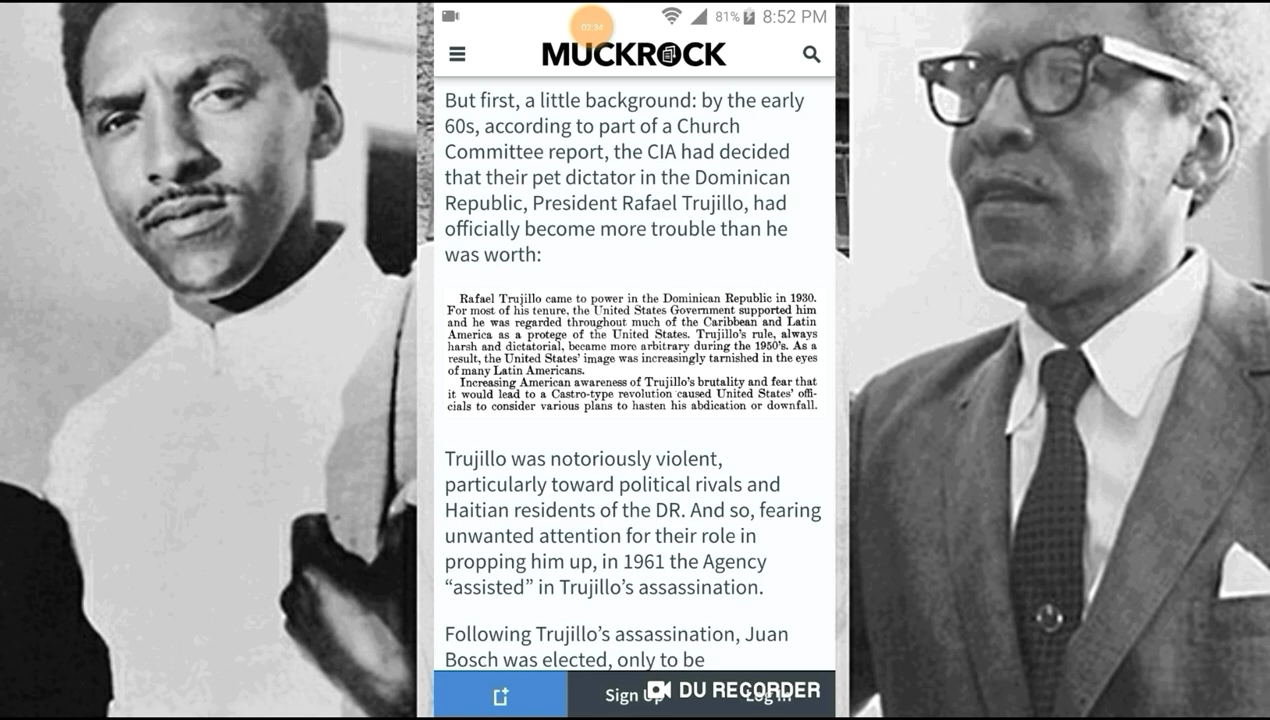 81% 8:52 PM
02:34
MUCKROCK
But first, a little background: by the early
60s, according to part of a Church
Committee report, the CIA had decided
that their pet dictator in the Dominican
Republic, President Rafael Trujillo, had
officially become more trouble than he
was worth:
Rafael Trujillo came to power in the Dominican Republic in 1930.
For most of his tenure, the United States Government supported him
and he was regarded throughout much of the Caribbean and Latin
America as a protege of the United States. Trujillo's rule, always
harsh and dictatorial, became more arbitrary during the 1950's. As a
result, the United States' image was increasingly tarnished in the eyes
of many Latin Americans.
Increasing American awareness of Trujillo's brutality and fear that
it would lead to a Castro-type revolution caused United States' offi-
cials to consider various plans to hasten his abdication or downfall.
Trujillo was notoriously violent,
particularly toward political rivals and
Haitian residents of the DR. And so, fearing
unwanted attention for their role in
propping him up, in 1961 the Agency
“assisted” in Trujillo’s assassination.
Following Trujillo’s assassination, Juan
Bosch was elected, only to be
Sign Up Log In
DU RECORDER